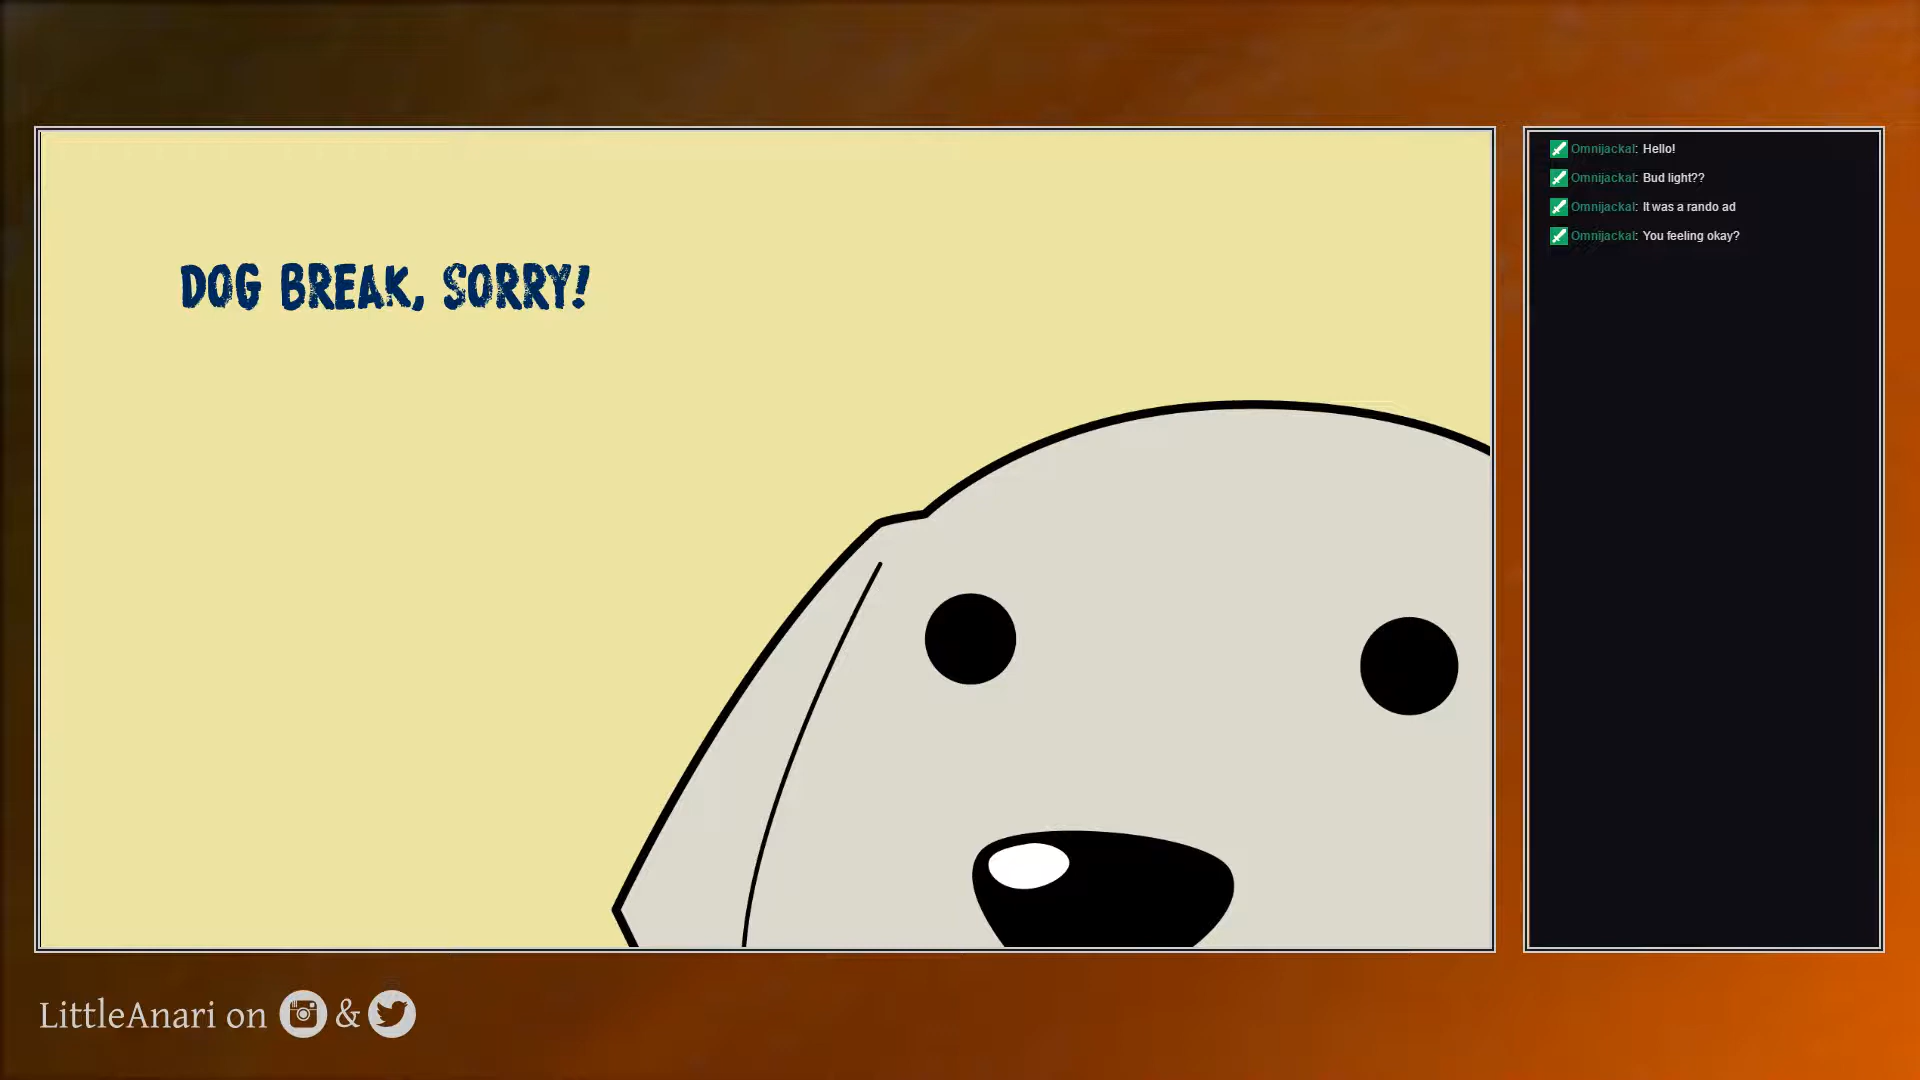 DOG BREAK, SORRY!
Omnijackal: Hello!
Omnijackal: Bud light??
Omnijackal: It was a rando ad
Omnijackal: You feeling okay?
LittleAnari on &